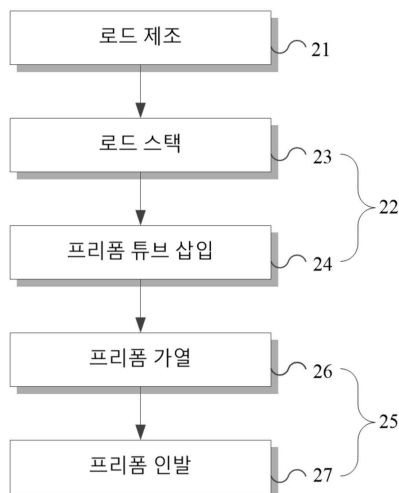 로드 제조
21
로드 스택
23
22
프리폼 튜브 삽입
24
프리폼 가열
26
25
프리폼 인발
27